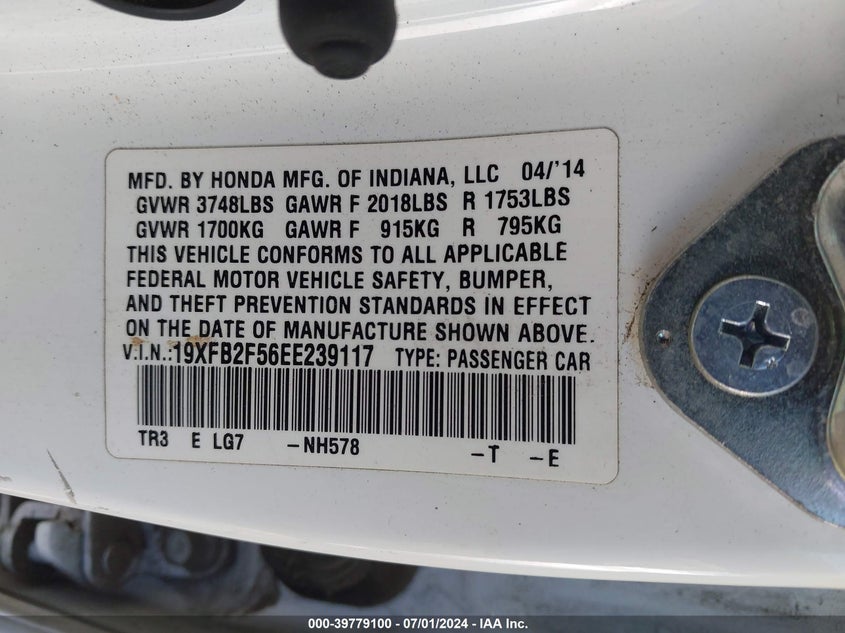 MFD. BY HONDA MFG. OF INDIANA, LLC 04/'14
GVWR 3748LBS GAWR F 2018LBS R 1753LBS
GVWR 1700KG GAWR F 915KG R 795KG
THIS VEHICLE CONFORMS TO ALL APPLICABLE
FEDERAL MOTOR VEHICLE SAFETY, BUMPER,
AND THEFT PREVENTION STANDARDS IN EFFECT
ON THE DATE OF MANUFACTURE SHOWN ABOVE.
V.I.N.:19XFB2F56EE239117 TYPE: PASSENGER CAR
TR3 E LG7 -NH578 -T -E
000-39779100 - 07/01/2024 - IAA Inc.